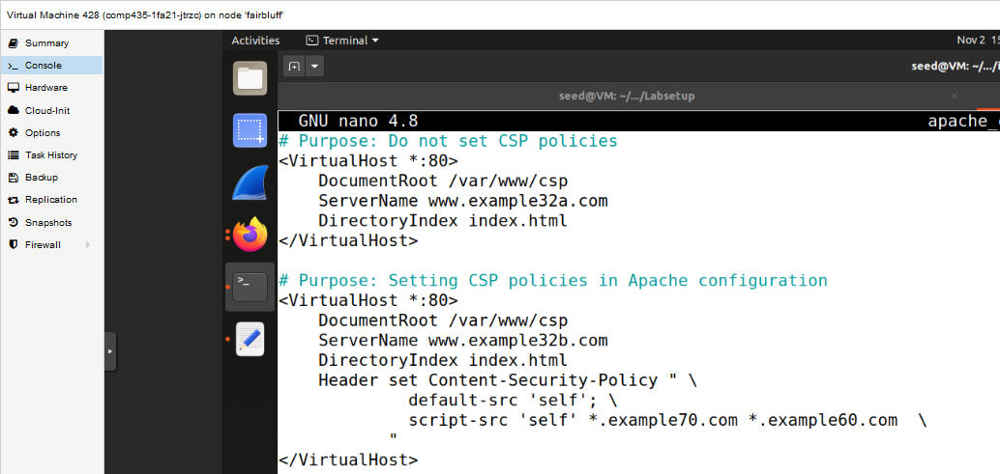 Virtual Machine 428 (comp435-1fa21-jtrzc) on node 'fairbluff'
Summary
Console
Hardware
Cloud-Init
Options
Task History
Backup
Replication
Snapshots
Firewall
Activities
Terminal
Nov 2 15
seed@VM: ~/.../i
seed@VM: ~/.../Labsetup
GNU nano 4.8
apache_
# Purpose: Do not set CSP policies
<VirtualHost *:80>
    DocumentRoot /var/www/csp
    ServerName www.example32a.com
    DirectoryIndex index.html
</VirtualHost>
# Purpose: Setting CSP policies in Apache configuration
<VirtualHost *:80>
    DocumentRoot /var/www/csp
    ServerName www.example32b.com
    DirectoryIndex index.html
    Header set Content-Security-Policy " \
             default-src 'self'; \
             script-src 'self' *.example70.com *.example60.com  \
           "
</VirtualHost>